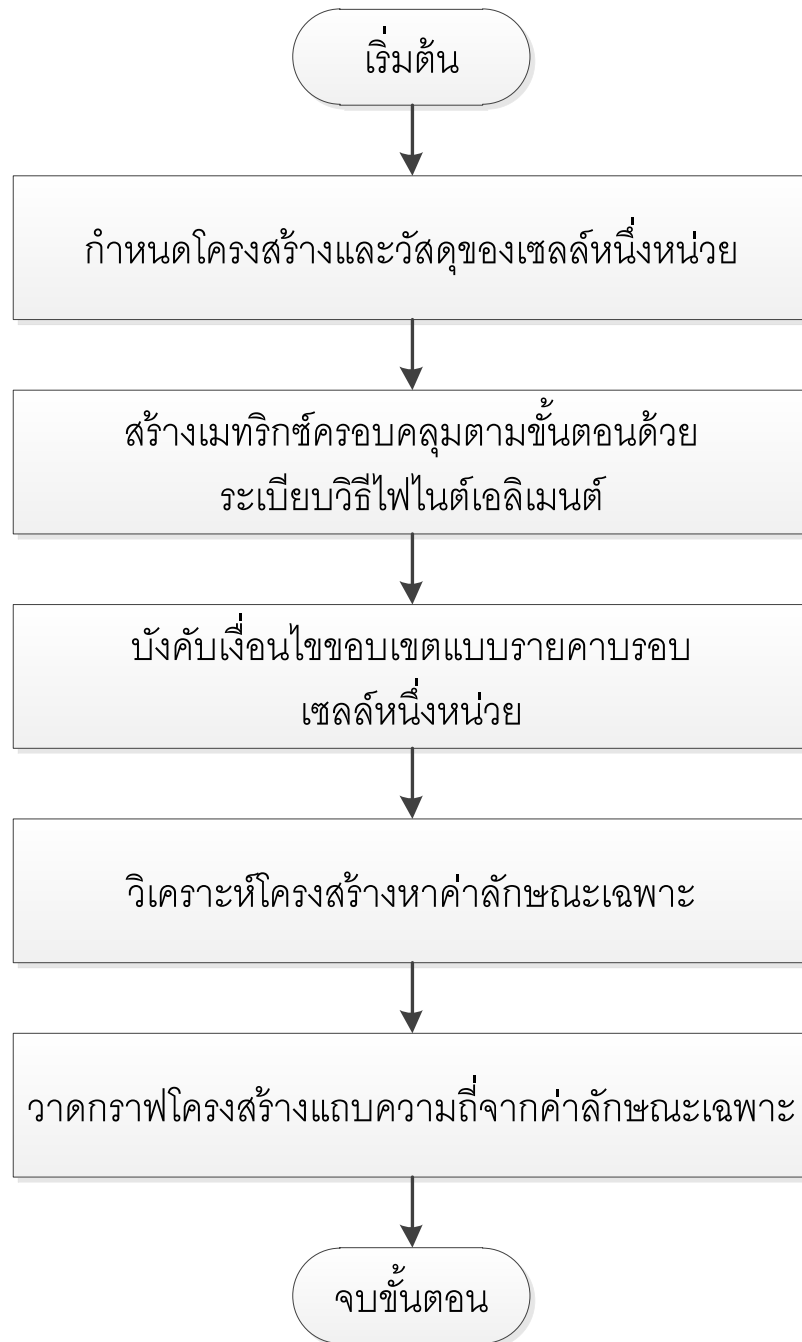 เริ่มต้น
กำหนดโครงสร้างและวัสดุของเซลล์หนึ่งหน่วย
สร้างเมทริกซ์ครอบคลุมตามขั้นตอนด้วย
ระเบียบวิธีไฟไนต์เอลิเมนต์
บังคับเงื่อนไขขอบเขตแบบรายคาบรอบ
เซลล์หนึ่งหน่วย
วิเคราะห์โครงสร้างหาค่าลักษณะเฉพาะ
วาดกราฟโครงสร้างแถบความถี่จากค่าลักษณะเฉพาะ
จบขั้นตอน